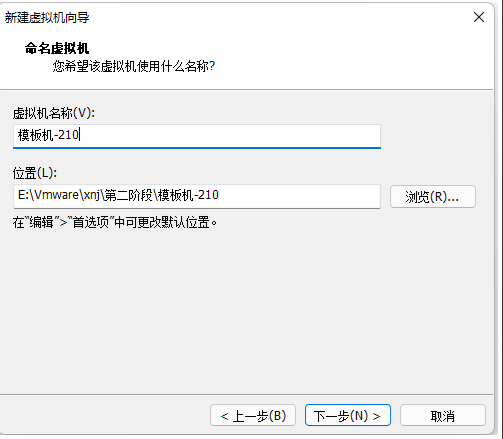 新建虚拟机向导
命名虚拟机
您希望该虚拟机使用什么名称?
虚拟机名称(V):
模板机-210
位置(L):
E:\Vmware\xnj\第二阶段\模板机-210
浏览(R)...
在"编辑">"首选项"中可更改默认位置。
< 上一步(B)
下一步(N) >
取消